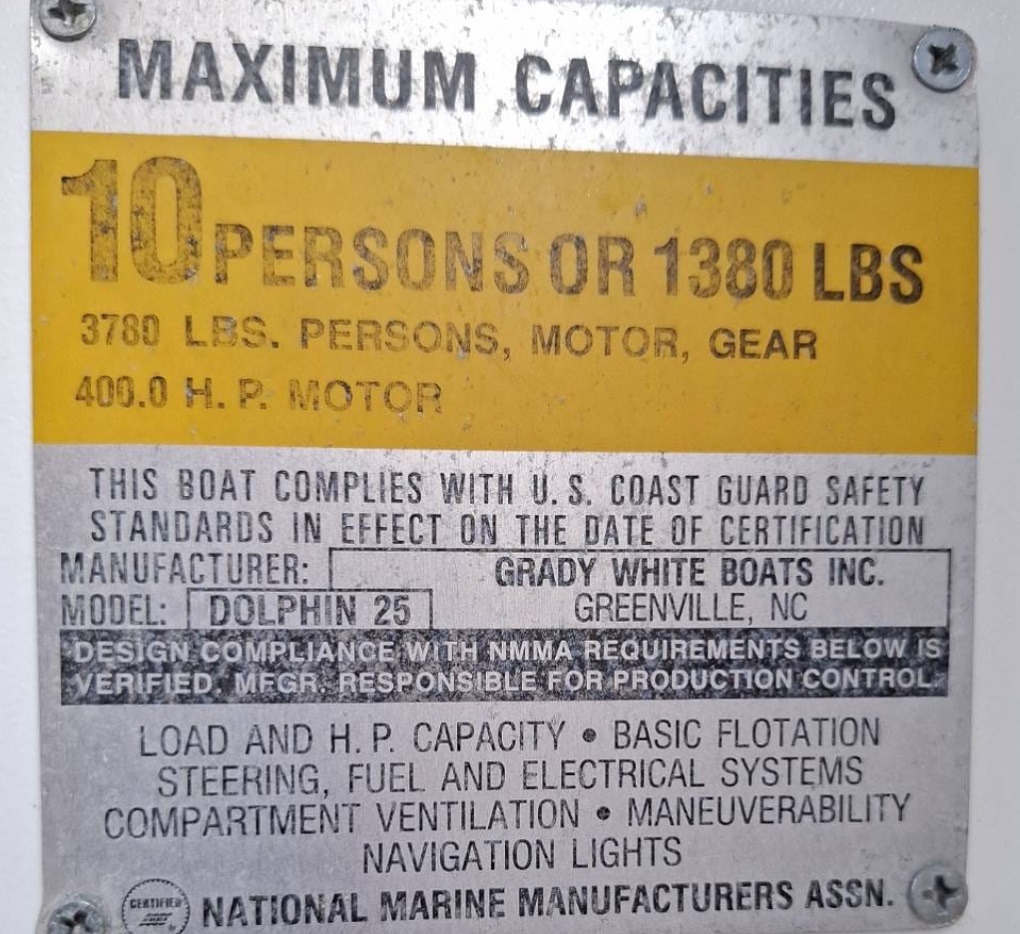 MAXIMUM CAPACITIES
10 PERSONS OR 1380 LBS
3780 LBS. PERSONS, MOTOR, GEAR
400.0 H.P. MOTOR
THIS BOAT COMPLIES WITH U.S. COAST GUARD SAFETY
STANDARDS IN EFFECT ON THE DATE OF CERTIFICATION
MANUFACTURER: GRADY WHITE BOATS INC.
MODEL: DOLPHIN 25 GREENVILLE, NC
DESIGN COMPLIANCE WITH NMMA REQUIREMENTS BELOW IS
VERIFIED. MFGR. RESPONSIBLE FOR PRODUCTION CONTROL.
LOAD AND H.P. CAPACITY • BASIC FLOTATION
STEERING, FUEL AND ELECTRICAL SYSTEMS
COMPARTMENT VENTILATION • MANEUVERABILITY
NAVIGATION LIGHTS
CERTIFIED NATIONAL MARINE MANUFACTURERS ASSN.